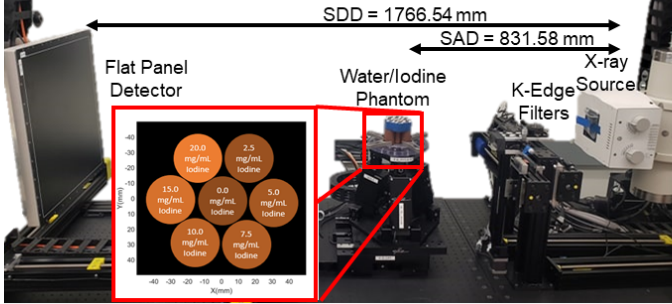 SDD = 1766.54 mm
SAD = 831.58 mm
X-ray
Source
Flat Panel
Detector
Water/Iodine
Phantom
K-Edge
Filters
20.0
mg/mL
Iodine
2.5
mg/mL
Iodine
15.0
mg/mL
Iodine
0.0
mg/mL
Iodine
5.0
mg/mL
Iodine
10.0
mg/mL
Iodine
7.5
mg/mL
Iodine
Y(mm)
-40
-30
-20
-10
0
10
20
30
40
-40 -30 -20 -10 0 10 20 30 40
X(mm)